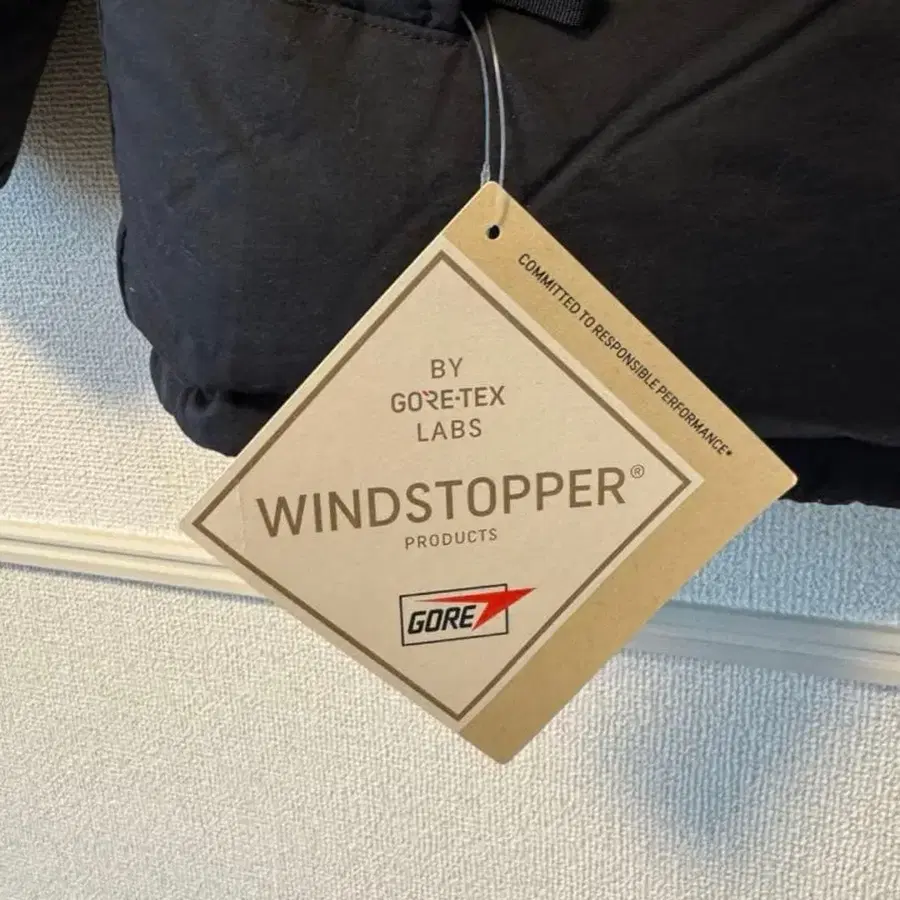 COMMITTED TO RESPONSIBLE PERFORMANCE*
BY
GORE-TEX
LABS
WINDSTOPPER®
PRODUCTS
GORE